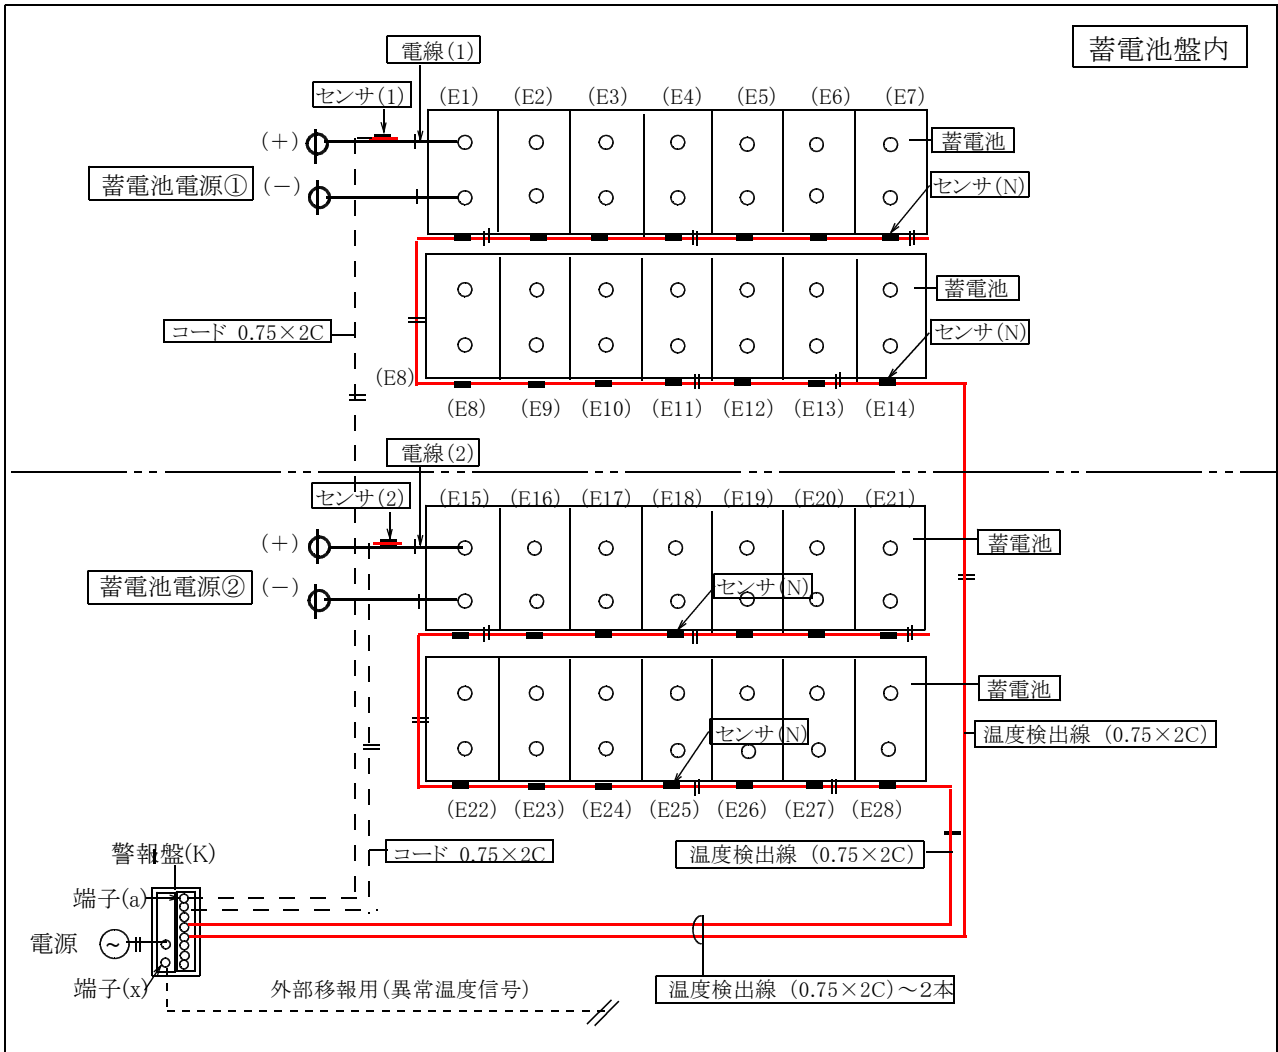 蓄電池盤内
電線(1)
センサ(1)
(E1) (E2) (E3) (E4) (E5) (E6) (E7)
(+)
蓄電池
蓄電池電源① (−)
センサ(N)
蓄電池
コード 0.75×2C
センサ(N)
(E8)
(E8) (E9) (E10) (E11) (E12) (E13) (E14)
電線(2)
センサ(2)
(E15) (E16) (E17) (E18) (E19) (E20) (E21)
(+)
蓄電池
蓄電池電源② (−)
センサ(N)
蓄電池
センサ(N)
温度検出線 (0.75×2C)
(E22) (E23) (E24) (E25) (E26) (E27) (E28)
警報盤(K)
コード 0.75×2C
温度検出線 (0.75×2C)
端子(a)
電源
~
端子(x)
外部移報用(異常温度信号)
温度検出線 (0.75×2C)～2本